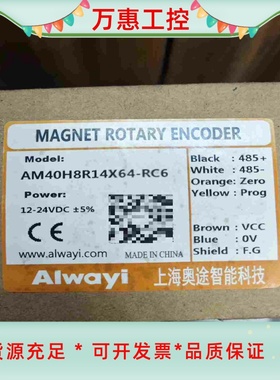 万惠工控
MAGNET ROTARY ENCODER
Model:
AM40H8R14X64-RC6
Power:
12-24VDC ±5%
Black : 485+
White : 485-
Orange: Zero
Yellow : Prog
Brown : VCC
Blue : 0V
Shield : F.G
CE
MADE IN CHINA
Alwayi
上海奥途智能科技
www.alwayi.com
货源充足 * 可开发票*品质保证